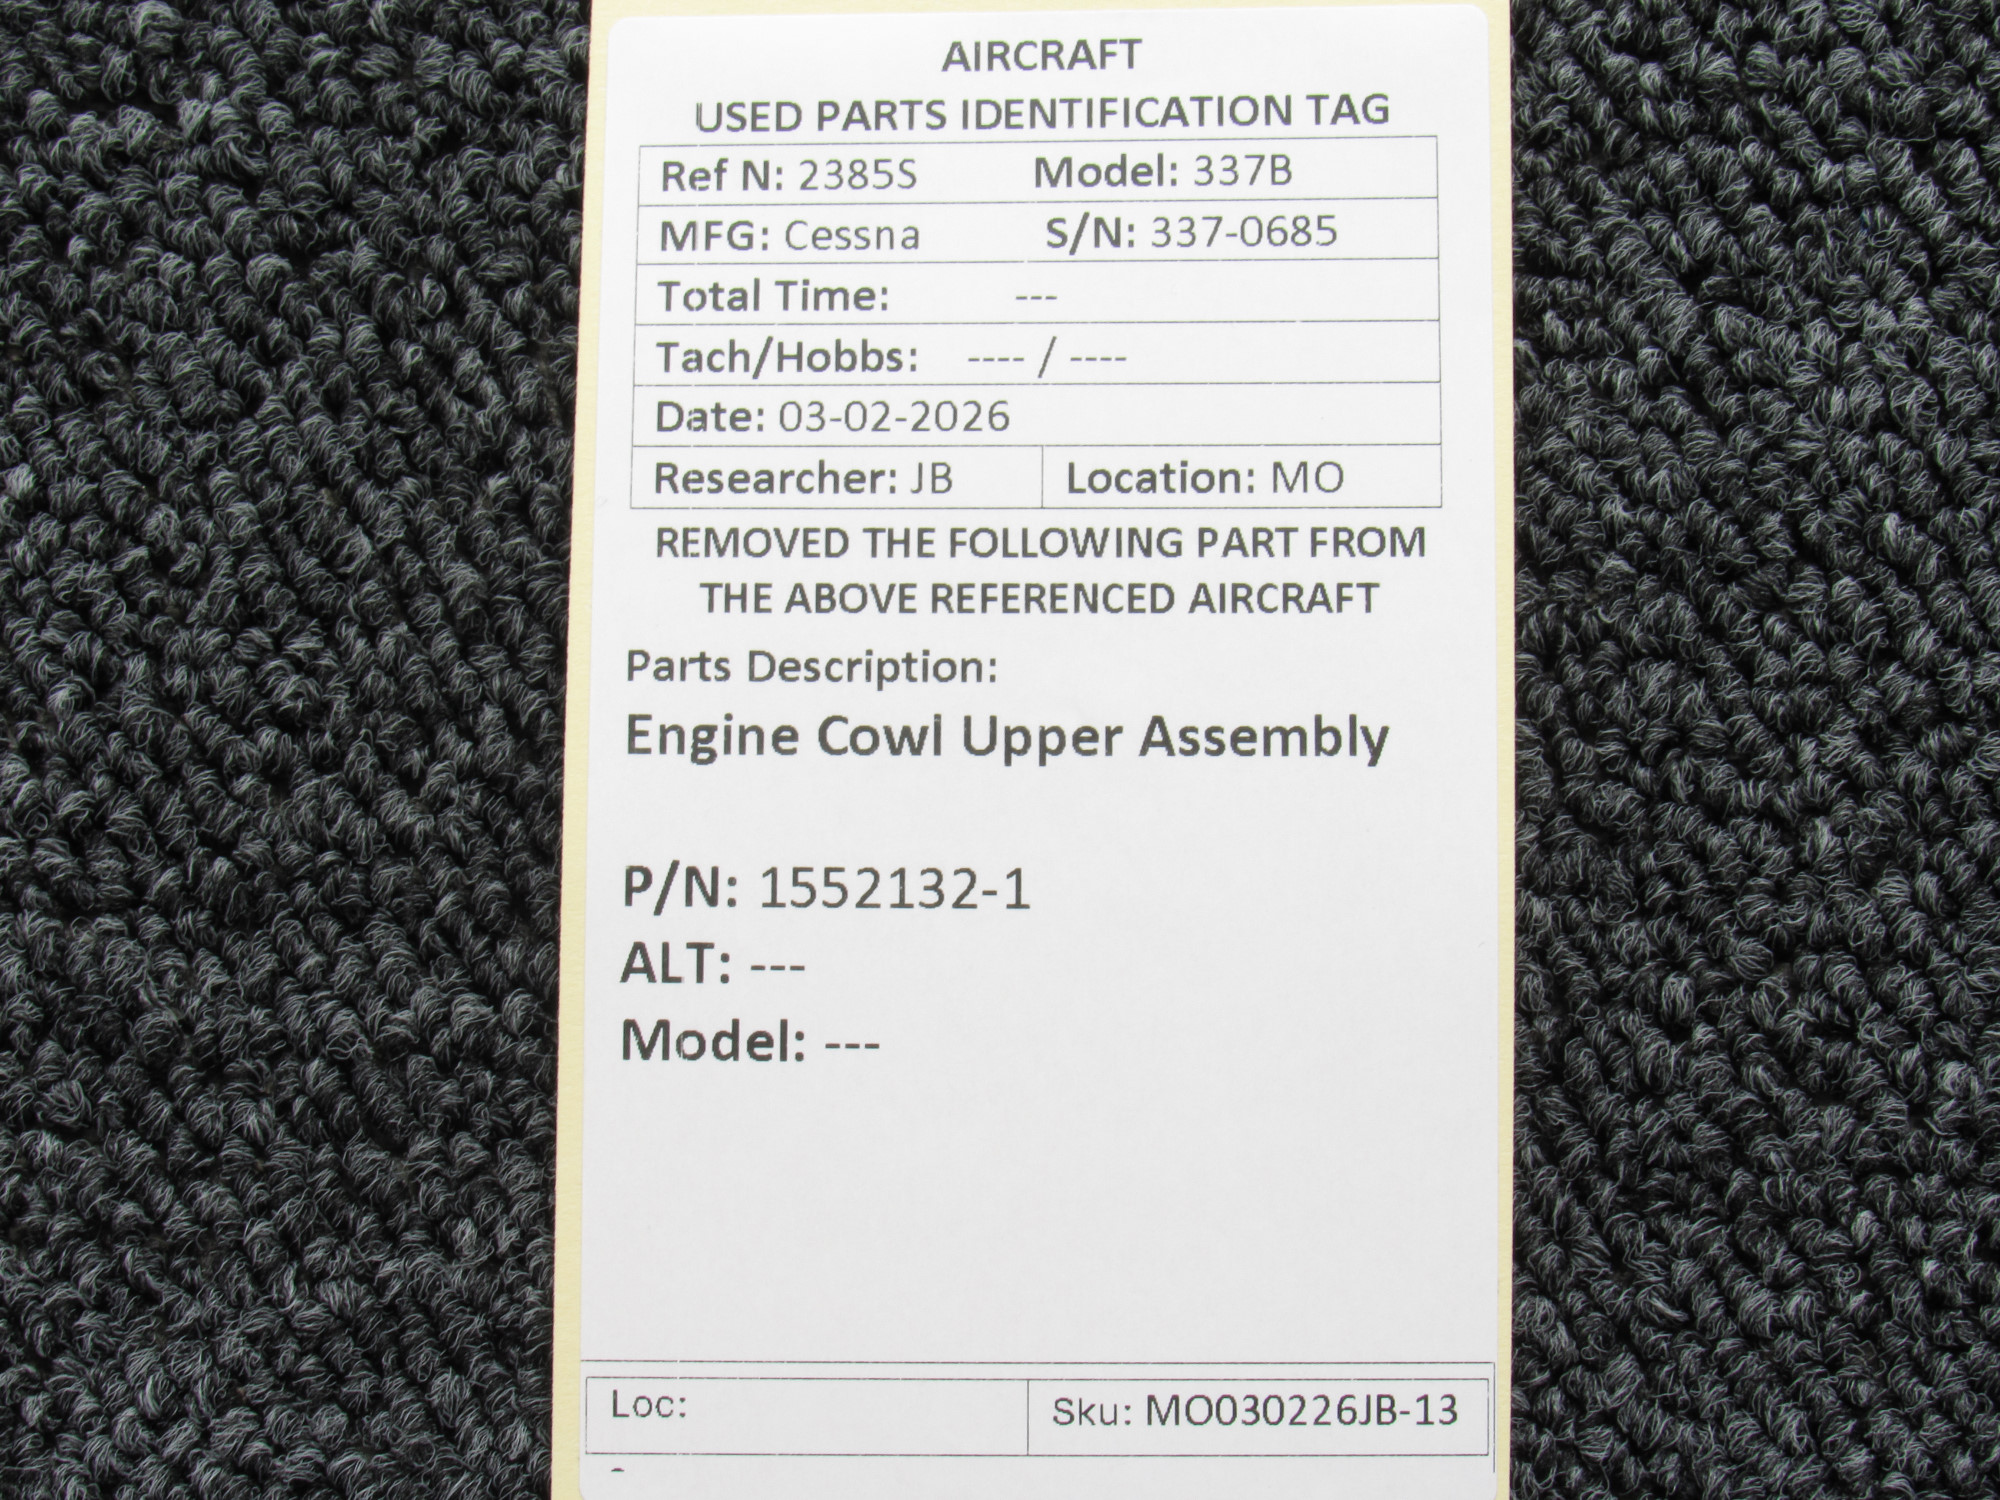 AIRCRAFT
USED PARTS IDENTIFICATION TAG
Ref N: 2385S Model: 337B
MFG: Cessna S/N: 337-0685
Total Time: ---
Tach/Hobbs: ---- / ----
Date: 03-02-2026
Researcher: JB Location: MO
REMOVED THE FOLLOWING PART FROM
THE ABOVE REFERENCED AIRCRAFT
Parts Description:
Engine Cowl Upper Assembly
P/N: 1552132-1
ALT: ---
Model: ---
Loc: Sku: MO030226JB-13